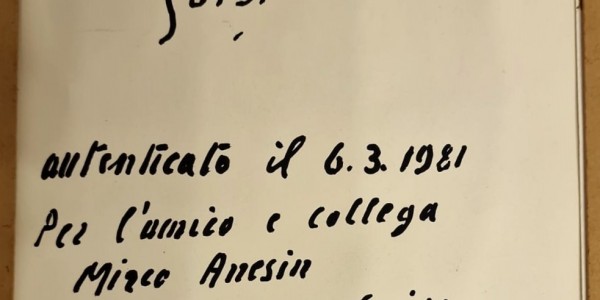 autenticato il 6.3.1981
Per l'amico e collega
Mirco Anesin